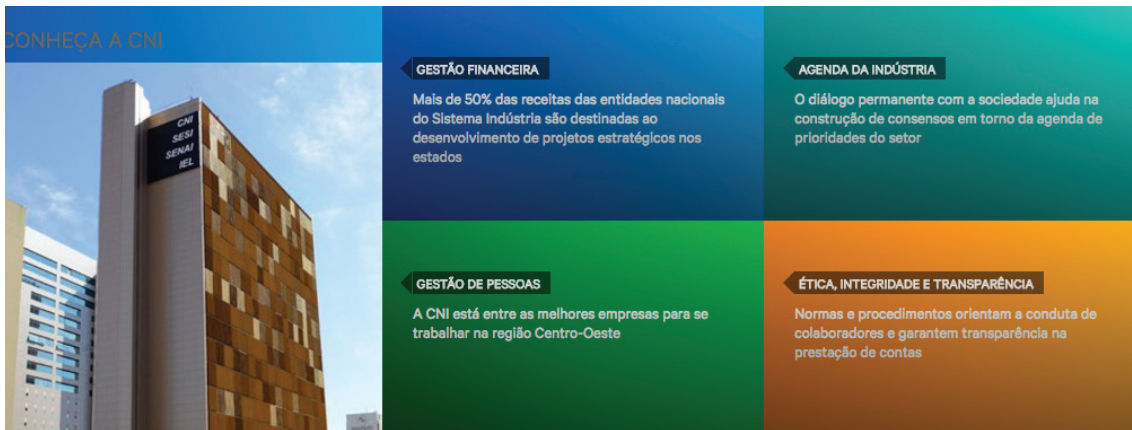 CONHEÇA A CNI
CNI
SESI
SENAI
IEL
GESTÃO FINANCEIRA
Mais de 50% das receitas das entidades nacionais
do Sistema Indústria são destinadas ao
desenvolvimento de projetos estratégicos nos
estados
AGENDA DA INDÚSTRIA
O diálogo permanente com a sociedade ajuda na
construção de consensos em torno da agenda de
prioridades do setor
GESTÃO DE PESSOAS
A CNI está entre as melhores empresas para se
trabalhar na região Centro-Oeste
ÉTICA, INTEGRIDADE E TRANSPARÊNCIA
Normas e procedimentos orientam a conduta de
colaboradores e garantem transparência na
prestação de contas